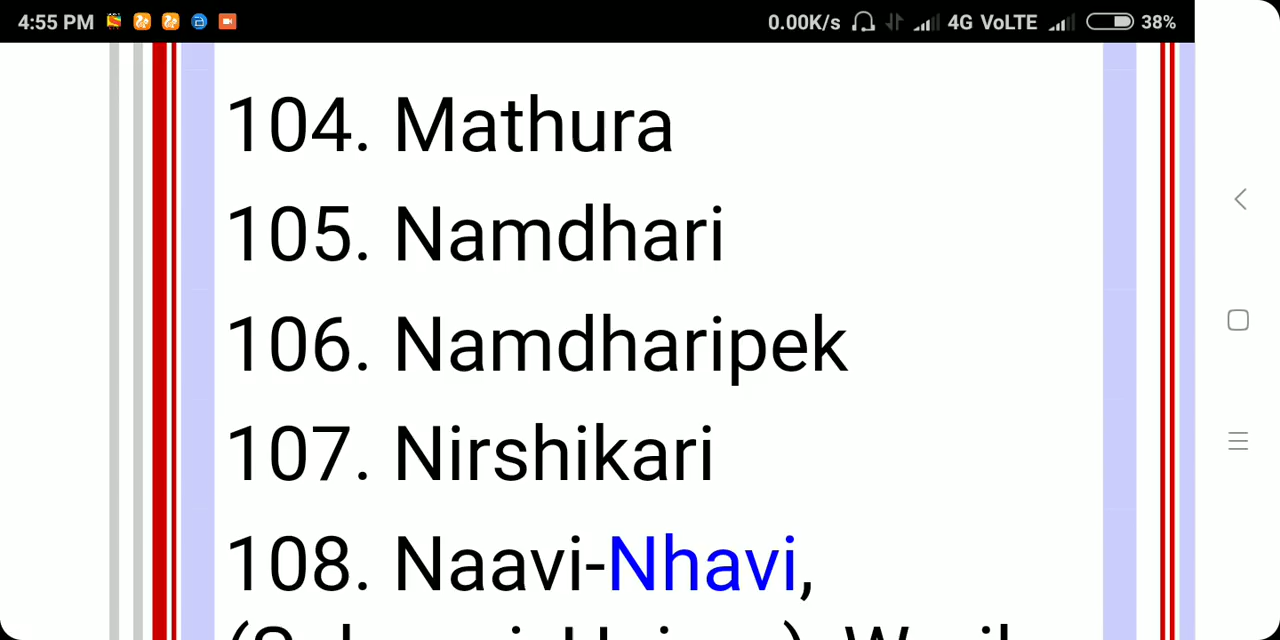 4:55 PM 0.00K/s 4G VoLTE 38%
104. Mathura
105. Namdhari
106. Namdharipek
107. Nirshikari
108. Naavi-Nhavi,